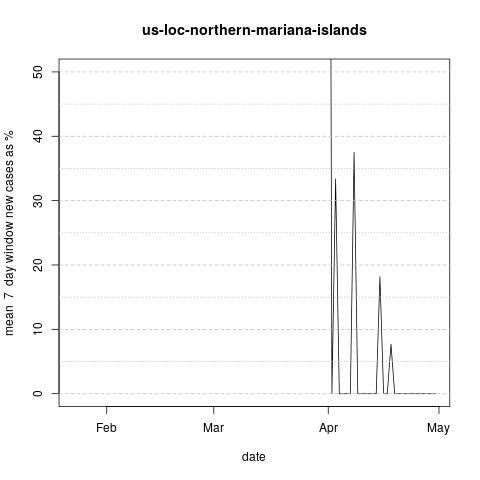 us-loc-northern-mariana-islands
mean  7  day window new cases as %
50
40
30
20
10
0
Feb Mar Apr May
date